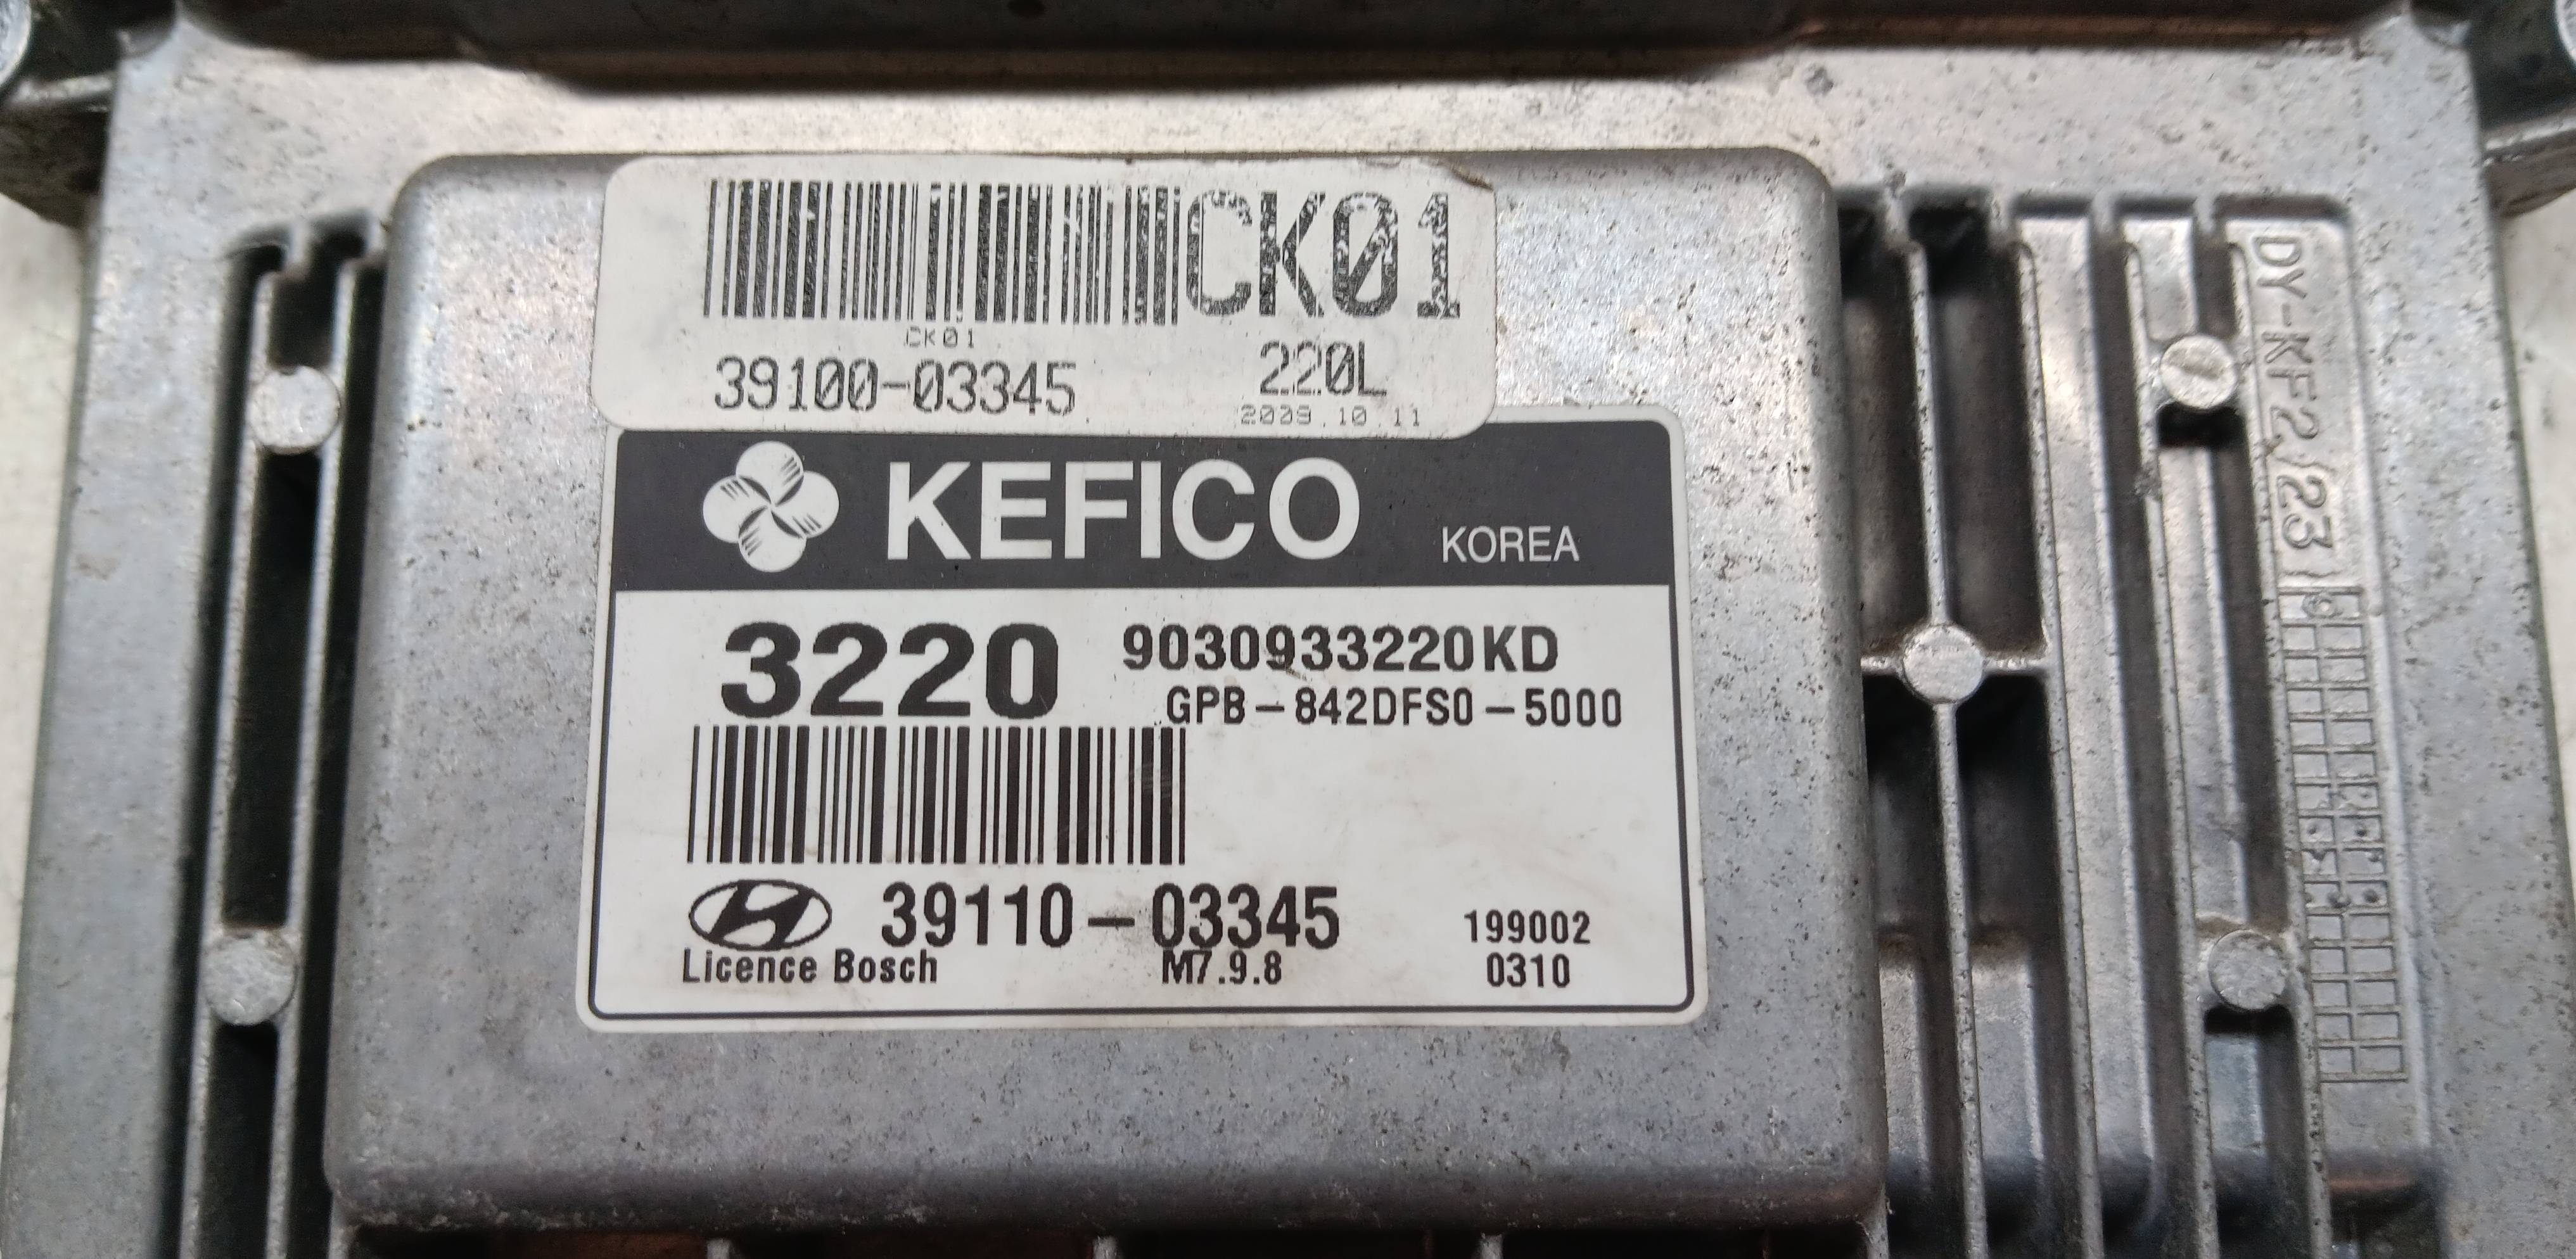 CK01
CK01
39100-03345 220L
2009.10.11
KEFICO KOREA
3220 9030933220KD
GPB-842DFS0-5000
39110-03345 199002
Licence Bosch M7.9.8 0310
DY-KF2/23